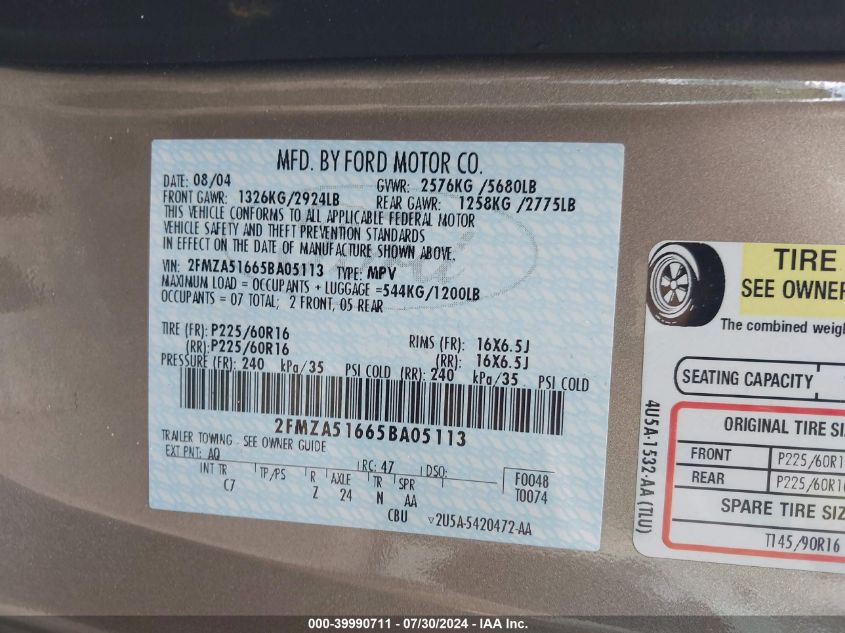 MFD. BY FORD MOTOR CO.
DATE: 08/04 GVWR: 2576KG /5680LB
FRONT GAWR: 1326KG/2924LB REAR GAWR: 1258KG /2775LB
THIS VEHICLE CONFORMS TO ALL APPLICABLE FEDERAL MOTOR
VEHICLE SAFETY AND THEFT PREVENTION STANDARDS
IN EFFECT ON THE DATE OF MANUFACTURE SHOWN ABOVE.
VIN: 2FMZA51665BA05113 TYPE: MPV
MAXIMUM LOAD = OCCUPANTS + LUGGAGE =544KG/1200LB
OCCUPANTS = 07 TOTAL; 2 FRONT, 05 REAR
TIRE (FR): P225/60R16 RIMS (FR): 16X6.5J
(RR): P225/60R16 (RR): 16X6.5J
PRESSURE (FR): 240 kPa/35 PSI COLD (RR): 240 kPa/35 PSI COLD
2FMZA51665BA05113
TRAILER TOWING - SEE OWNER GUIDE
EXT PNT: AQ RC: 47 DSO: F0048
INT TR TP/PS R AXLE TR SPR T0074
C7 Z 24 N AA
CBU 2U5A-5420472-AA
TIRE
SEE OWNER
The combined weigh
SEATING CAPACITY
4U5A-1532-AA (TLU)
ORIGINAL TIRE SI
FRONT P225/60R1
REAR P225/60R16
SPARE TIRE SIZ
T145/90R16
000-39990711 - 07/30/2024 - IAA Inc.